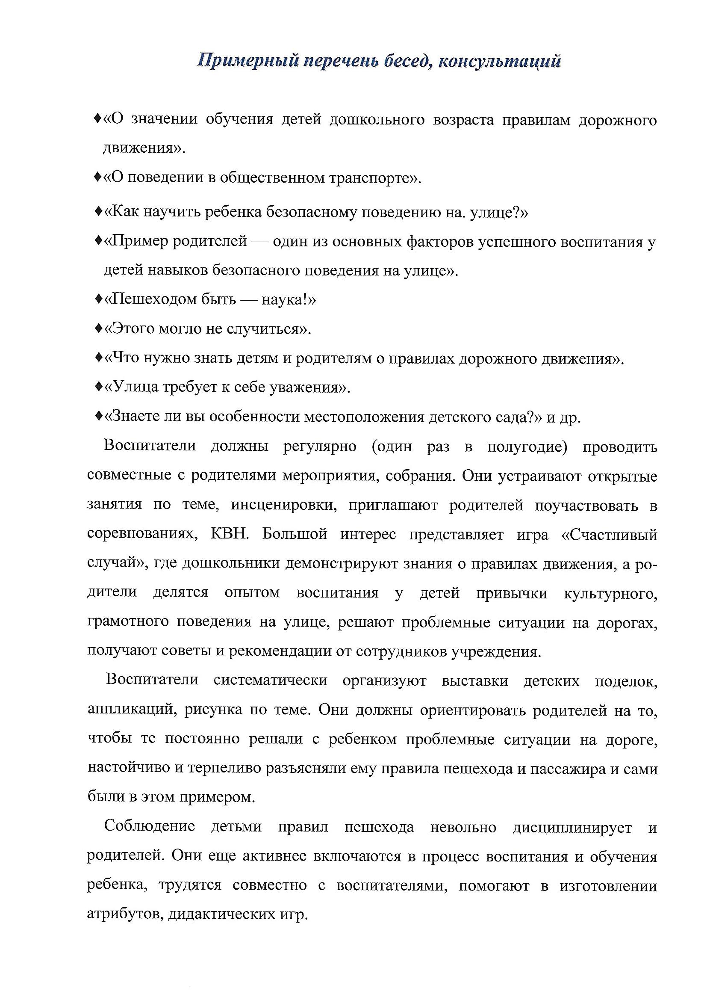 Примерный перечень бесед, консультаций
♦«О значении обучения детей дошкольного возраста правилам дорожного
движения».
♦«О поведении в общественном транспорте».
♦«Как научить ребенка безопасному поведению на. улице?»
♦«Пример родителей — один из основных факторов успешного воспитания у
детей навыков безопасного поведения на улице».
♦«Пешеходом быть — наука!»
♦«Этого могло не случиться».
♦«Что нужно знать детям и родителям о правилах дорожного движения».
♦«Улица требует к себе уважения».
♦«Знаете ли вы особенности местоположения детского сада?» и др.
Воспитатели должны регулярно (один раз в полугодие) проводить
совместные с родителями мероприятия, собрания. Они устраивают открытые
занятия по теме, инсценировки, приглашают родителей поучаствовать в
соревнованиях, КВН. Большой интерес представляет игра «Счастливый
случай», где дошкольники демонстрируют знания о правилах движения, а ро-
дители делятся опытом воспитания у детей привычки культурного,
грамотного поведения на улице, решают проблемные ситуации на дорогах,
получают советы и рекомендации от сотрудников учреждения.
Воспитатели систематически организуют выставки детских поделок,
аппликаций, рисунка по теме. Они должны ориентировать родителей на то,
чтобы те постоянно решали с ребенком проблемные ситуации на дороге,
настойчиво и терпеливо разъясняли ему правила пешехода и пассажира и сами
были в этом примером.
Соблюдение детьми правил пешехода невольно дисциплинирует и
родителей. Они еще активнее включаются в процесс воспитания и обучения
ребенка, трудятся совместно с воспитателями, помогают в изготовлении
атрибутов, дидактических игр.